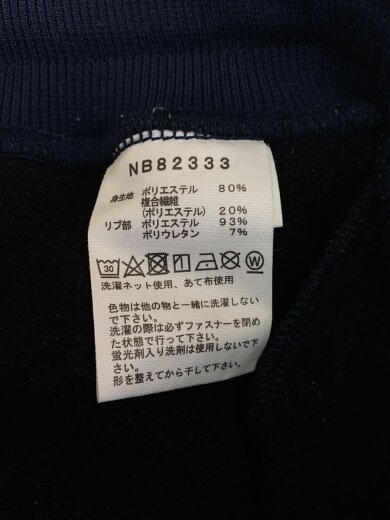 NB82333
身生地 ポリエステル 80%
複合繊維
(ポリエステル) 20%
リブ部 ポリエステル 93%
ポリウレタン 7%
30 W
洗濯ネット使用、あて布使用
色物は他の物と一緒に洗濯しない
で下さい。
洗濯の際は必ずファスナーを閉め
た状態で行って下さい。
蛍光剤入り洗剤は使用しないで下
さい。
形を整えてから干して下さい。